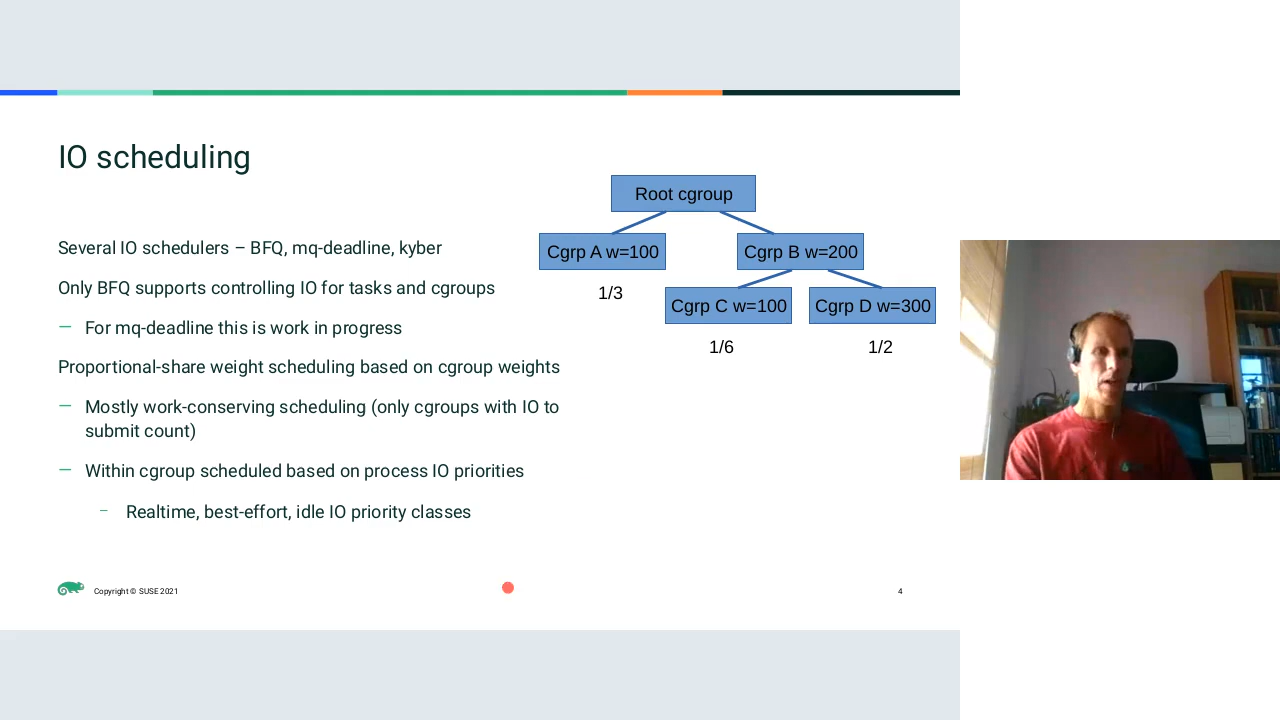 IO scheduling
Root cgroup
Several IO schedulers – BFQ, mq-deadline, kyber
Cgrp A w=100
Cgrp B w=200
Only BFQ supports controlling IO for tasks and cgroups
1/3
Cgrp C w=100
Cgrp D w=300
— For mq-deadline this is work in progress
1/6
1/2
Proportional-share weight scheduling based on cgroup weights
— Mostly work-conserving scheduling (only cgroups with IO to
submit count)
— Within cgroup scheduled based on process IO priorities
– Realtime, best-effort, idle IO priority classes
Copyright © SUSE 2021
4